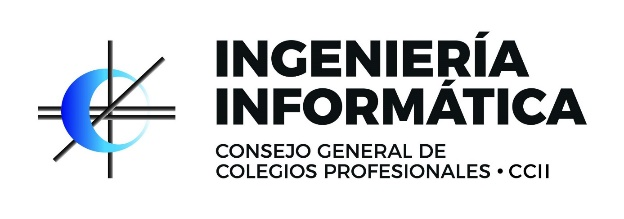 INGENIERÍA
INFORMÁTICA
CONSEJO GENERAL DE
COLEGIOS PROFESIONALES • CCII